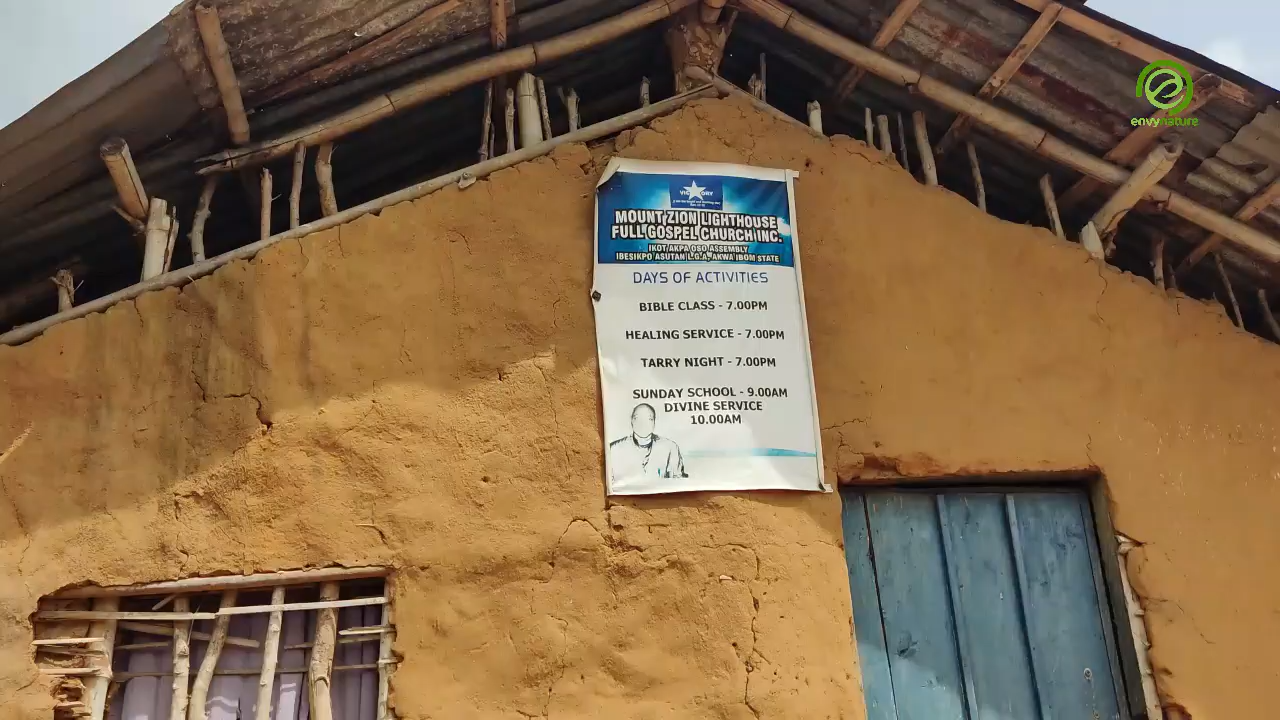 envynature
VICTORY
MOUNT ZION LIGHTHOUSE
FULL GOSPEL CHURCH INC.
IKOT AKPA OSO ASSEMBLY
IBESIKPO ASUTAN L.G.A, AKWA IBOM STATE
DAYS OF ACTIVITIES
BIBLE CLASS - 7.00PM
HEALING SERVICE - 7.00PM
TARRY NIGHT - 7.00PM
SUNDAY SCHOOL - 9.00AM
DIVINE SERVICE
10.00AM